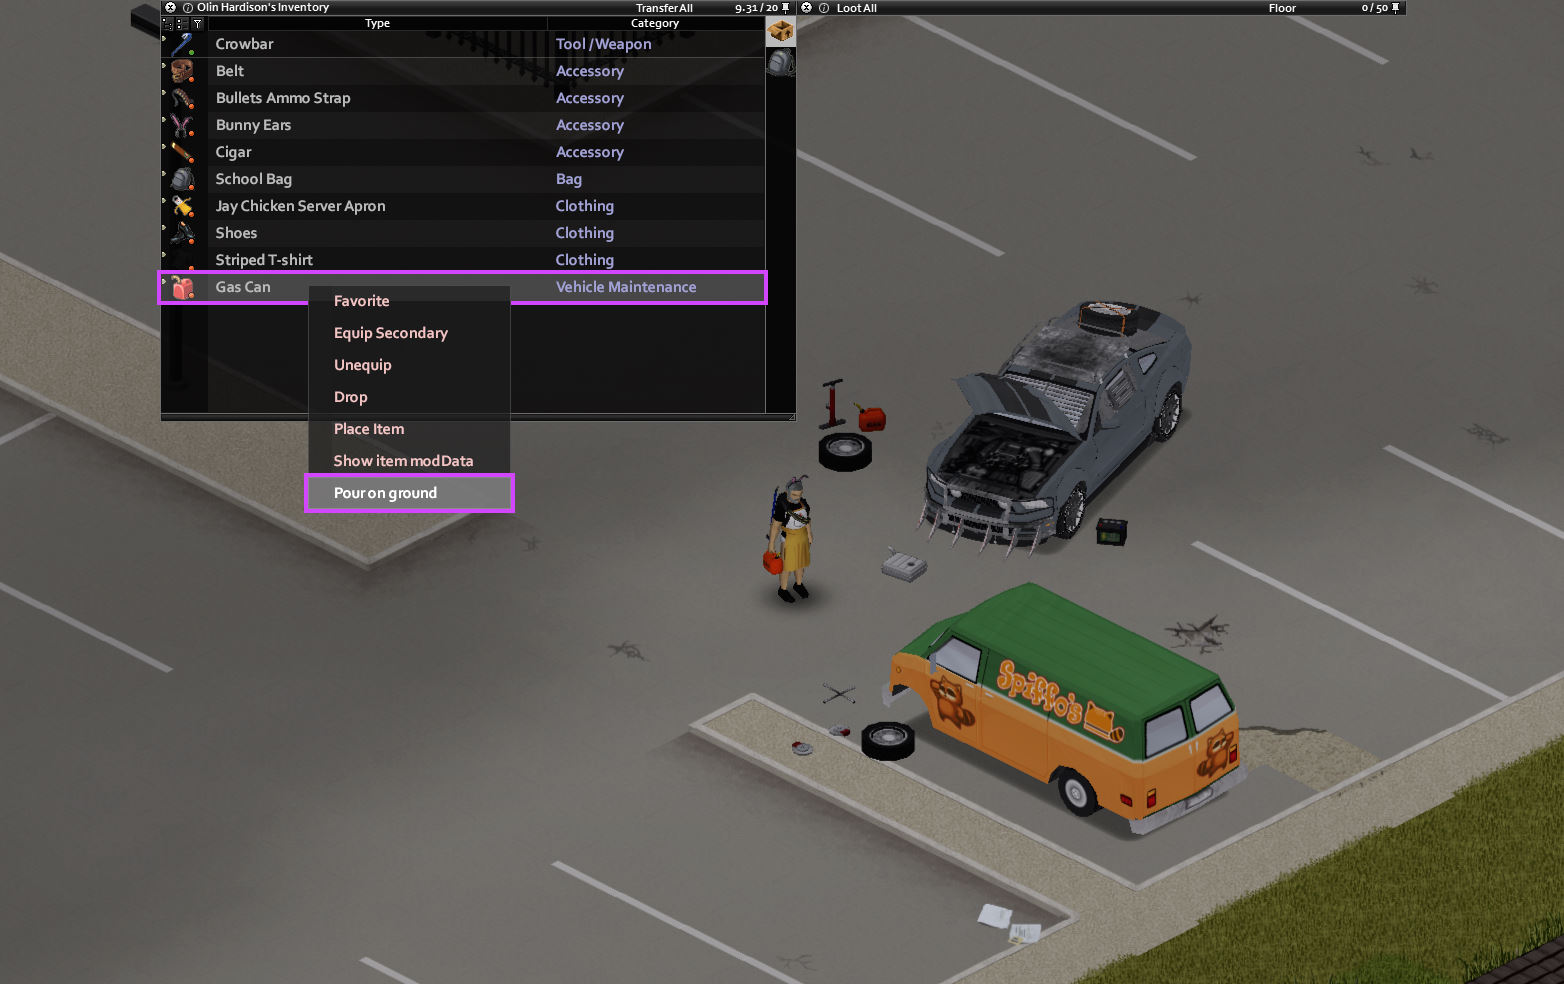 Olin Hardison's Inventory Transfer All 9.31 / 20
Loot All Floor 0 / 50
Type Category
Crowbar Tool / Weapon
Belt Accessory
Bullets Ammo Strap Accessory
Bunny Ears Accessory
Cigar Accessory
School Bag Bag
Jay Chicken Server Apron Clothing
Shoes Clothing
Striped T-shirt Clothing
Gas Can Vehicle Maintenance
Favorite
Equip Secondary
Unequip
Drop
Place Item
Show item modData
Pour on ground
Spiffo's